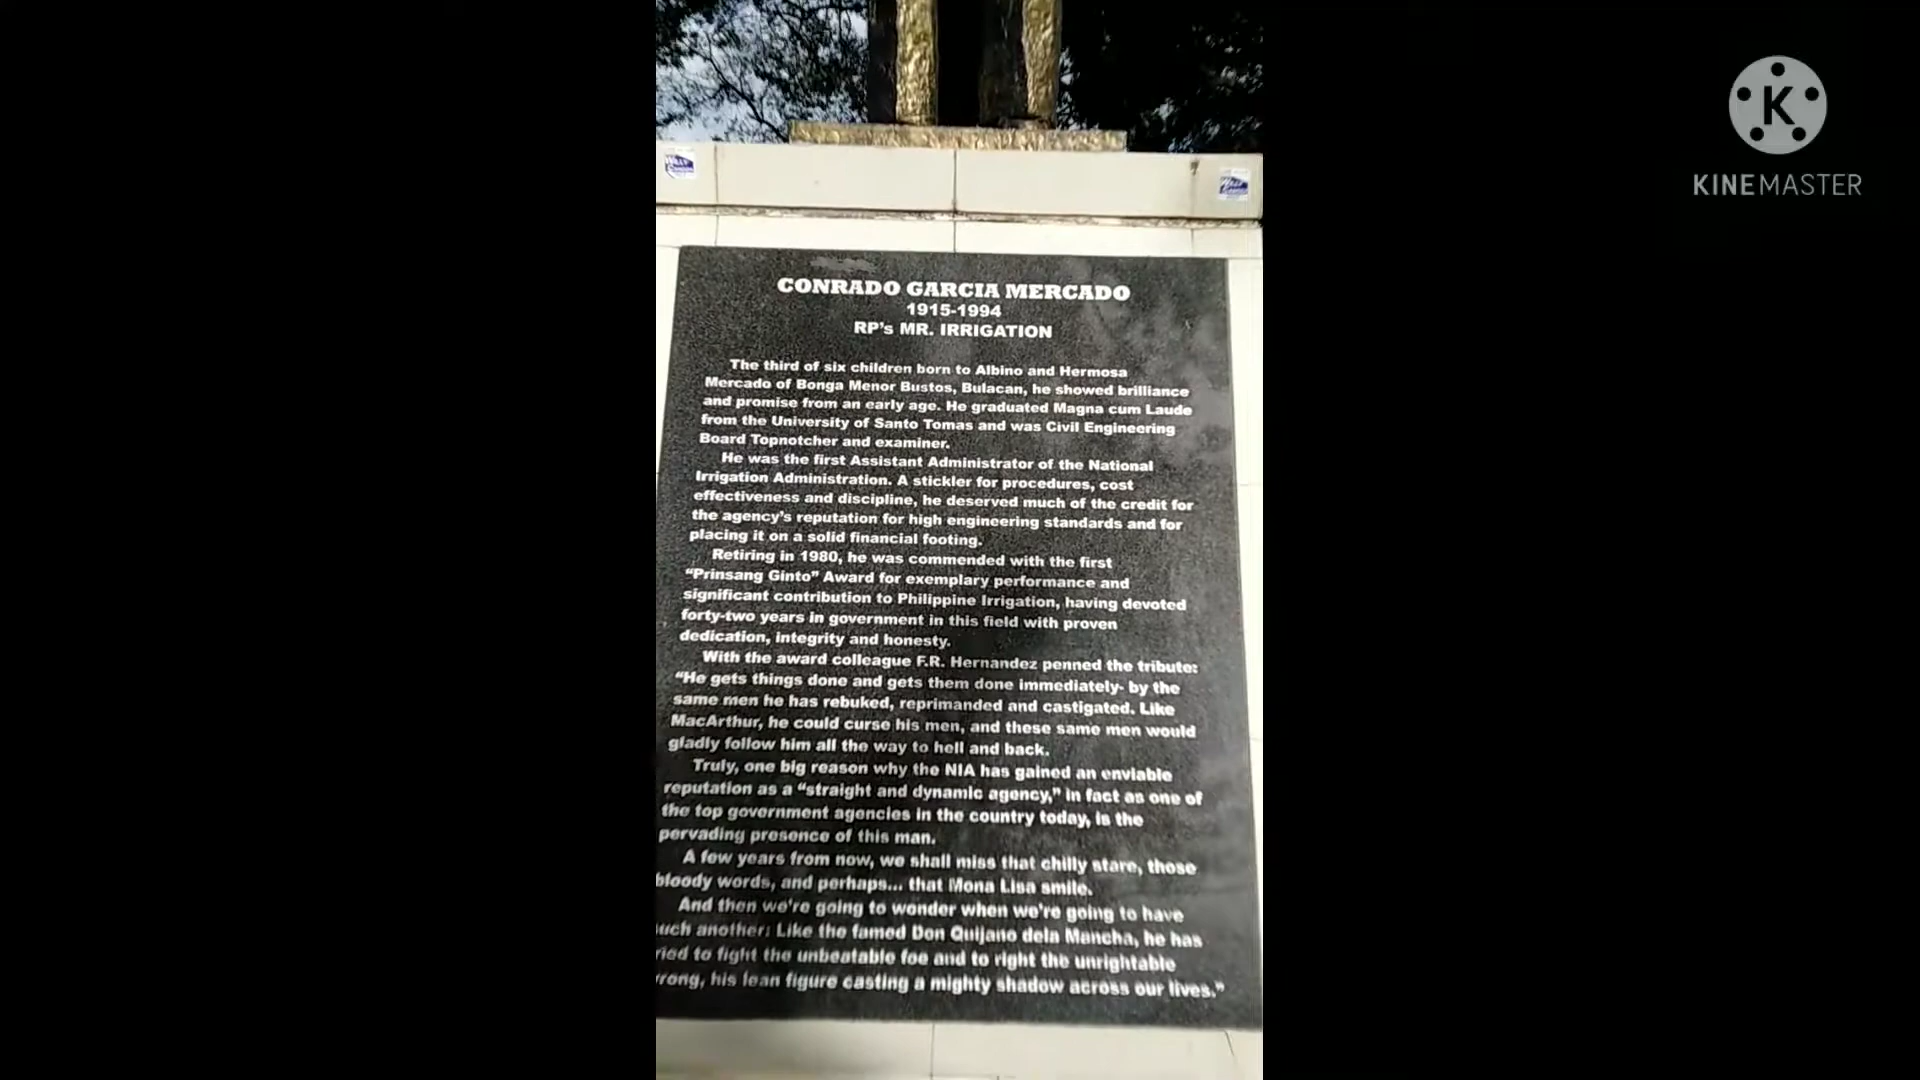 KINEMASTER
CONRADO GARCIA MERCADO
1915-1994
RP's MR. IRRIGATION
The third of six children born to Albino and Hermosa
Mercado of Bonga Menor Bustos, Bulacan, he showed brilliance
and promise from an early age. He graduated Magna cum Laude
from the University of Santo Tomas and was Civil Engineering
Board Topnotcher and examiner.
He was the first Assistant Administrator of the National
Irrigation Administration. A stickler for procedures, cost
effectiveness and discipline, he deserved much of the credit for
the agency's reputation for high engineering standards and for
placing it on a solid financial footing.
Retiring in 1980, he was commended with the first
“Prinsang Ginto” Award for exemplary performance and
significant contribution to Philippine Irrigation, having devoted
forty-two years in government in this field with proven
dedication, integrity and honesty.
With the award colleague F.R. Hernandez penned the tribute:
“He gets things done and gets them done immediately- by the
same men he has rebuked, reprimanded and castigated. Like
MacArthur, he could curse his men, and these same men would
gladly follow him all the way to hell and back.
Truly, one big reason why the NIA has gained an enviable
reputation as a “straight and dynamic agency,” in fact as one of
the top government agencies in the country today, is the
pervading presence of this man.
A few years from now, we shall miss that chilly stare, those
bloody words, and perhaps... that Mona Lisa smile.
And then we're going to wonder when we're going to have
uch another: Like the famed Don Quijano dela Mancha, he has
ried to fight the unbeatable foe and to right the unrightable
rong, his lean figure casting a mighty shadow across our lives.”